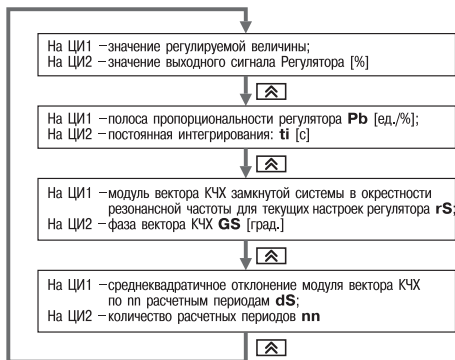 На ЦИ1 –значение регулируемой величины;
На ЦИ2 –значение выходного сигнала Регулятора [%]
На ЦИ1 –полоса пропорциональности регулятора Pb [ед./%];
На ЦИ2 –постоянная интегрирования: ti [с]
На ЦИ1 –модуль вектора КЧХ замкнутой системы в окрестности
резонансной частоты для текущих настроек регулятора rS;
На ЦИ2 –фаза вектора КЧХ GS [град.]
На ЦИ1 –среднеквадратичное отклонение модуля вектора КЧХ
по nn расчетным периодам dS;
На ЦИ2 –количество расчетных периодов nn